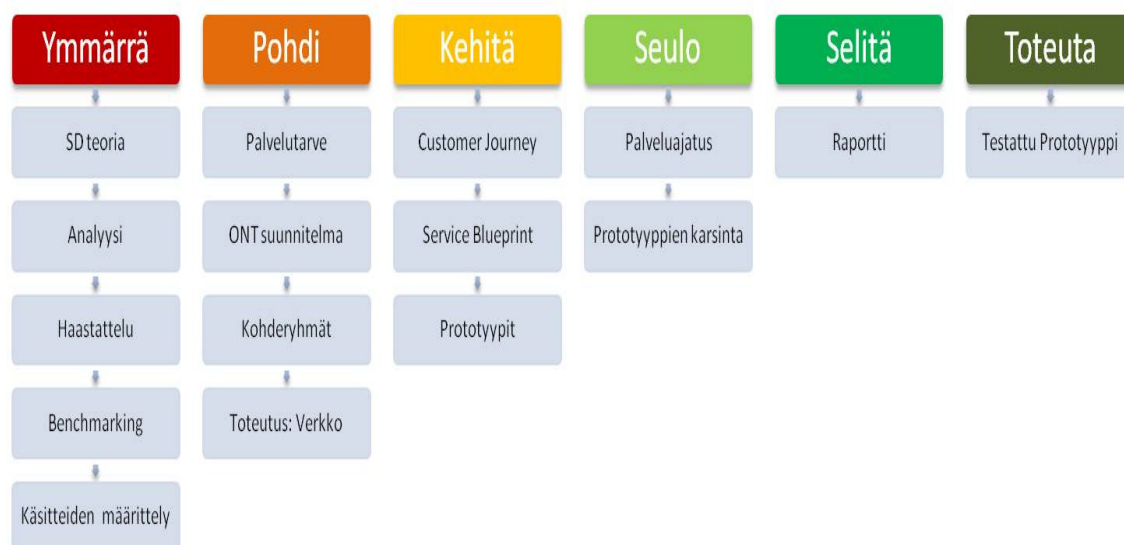 Ymmärrä
SD teoria
Analyysi
Haastattelu
Benchmarking
Käsitteiden määrittely
Pohdi
Palvelutarve
ONT suunnitelma
Kohderyhmät
Toteutus: Verkko
Kehitä
Customer Journey
Service Blueprint
Prototyypit
Seulo
Palveluajatus
Prototyyppien karsinta
Selitä
Raportti
Toteuta
Testattu Prototyyppi